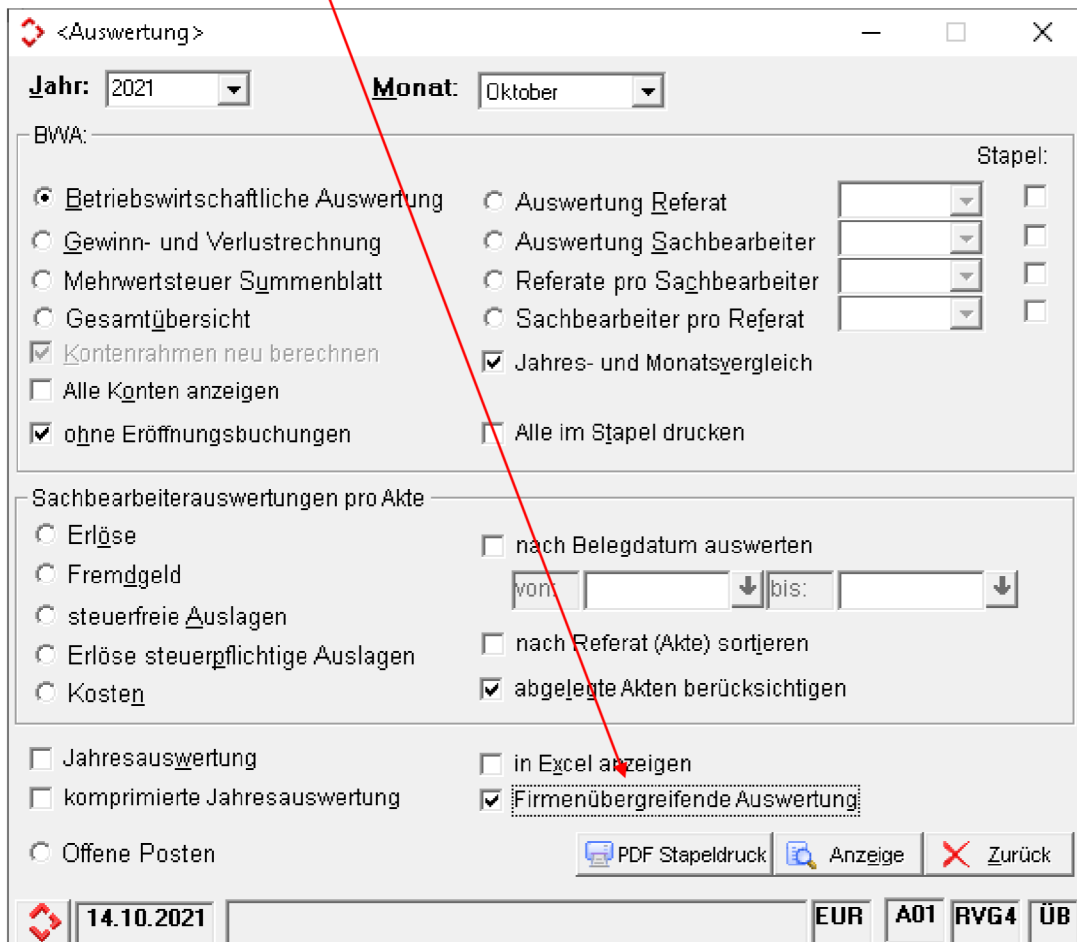 <Auswertung>
Jahr: 2021 Monat: Oktober
BWA:
Stapel:
Betriebswirtschaftliche Auswertung
Auswertung Referat
Gewinn- und Verlustrechnung
Auswertung Sachbearbeiter
Mehrwertsteuer Summenblatt
Referate pro Sachbearbeiter
Gesamtübersicht
Sachbearbeiter pro Referat
Kontenrahmen neu berechnen
Jahres- und Monatsvergleich
Alle Konten anzeigen
ohne Eröffnungsbuchungen
Alle im Stapel drucken
Sachbearbeiterauswertungen pro Akte
Erlöse
nach Belegdatum auswerten
Fremdgeld
von: bis:
steuerfreie Auslagen
nach Referat (Akte) sortieren
Erlöse steuerpflichtige Auslagen
abgelegte Akten berücksichtigen
Kosten
Jahresauswertung
in Excel anzeigen
komprimierte Jahresauswertung
Firmenübergreifende Auswertung
Offene Posten
PDF Stapeldruck Anzeige Zurück
14.10.2021 EUR A01 RVG4 ÜB